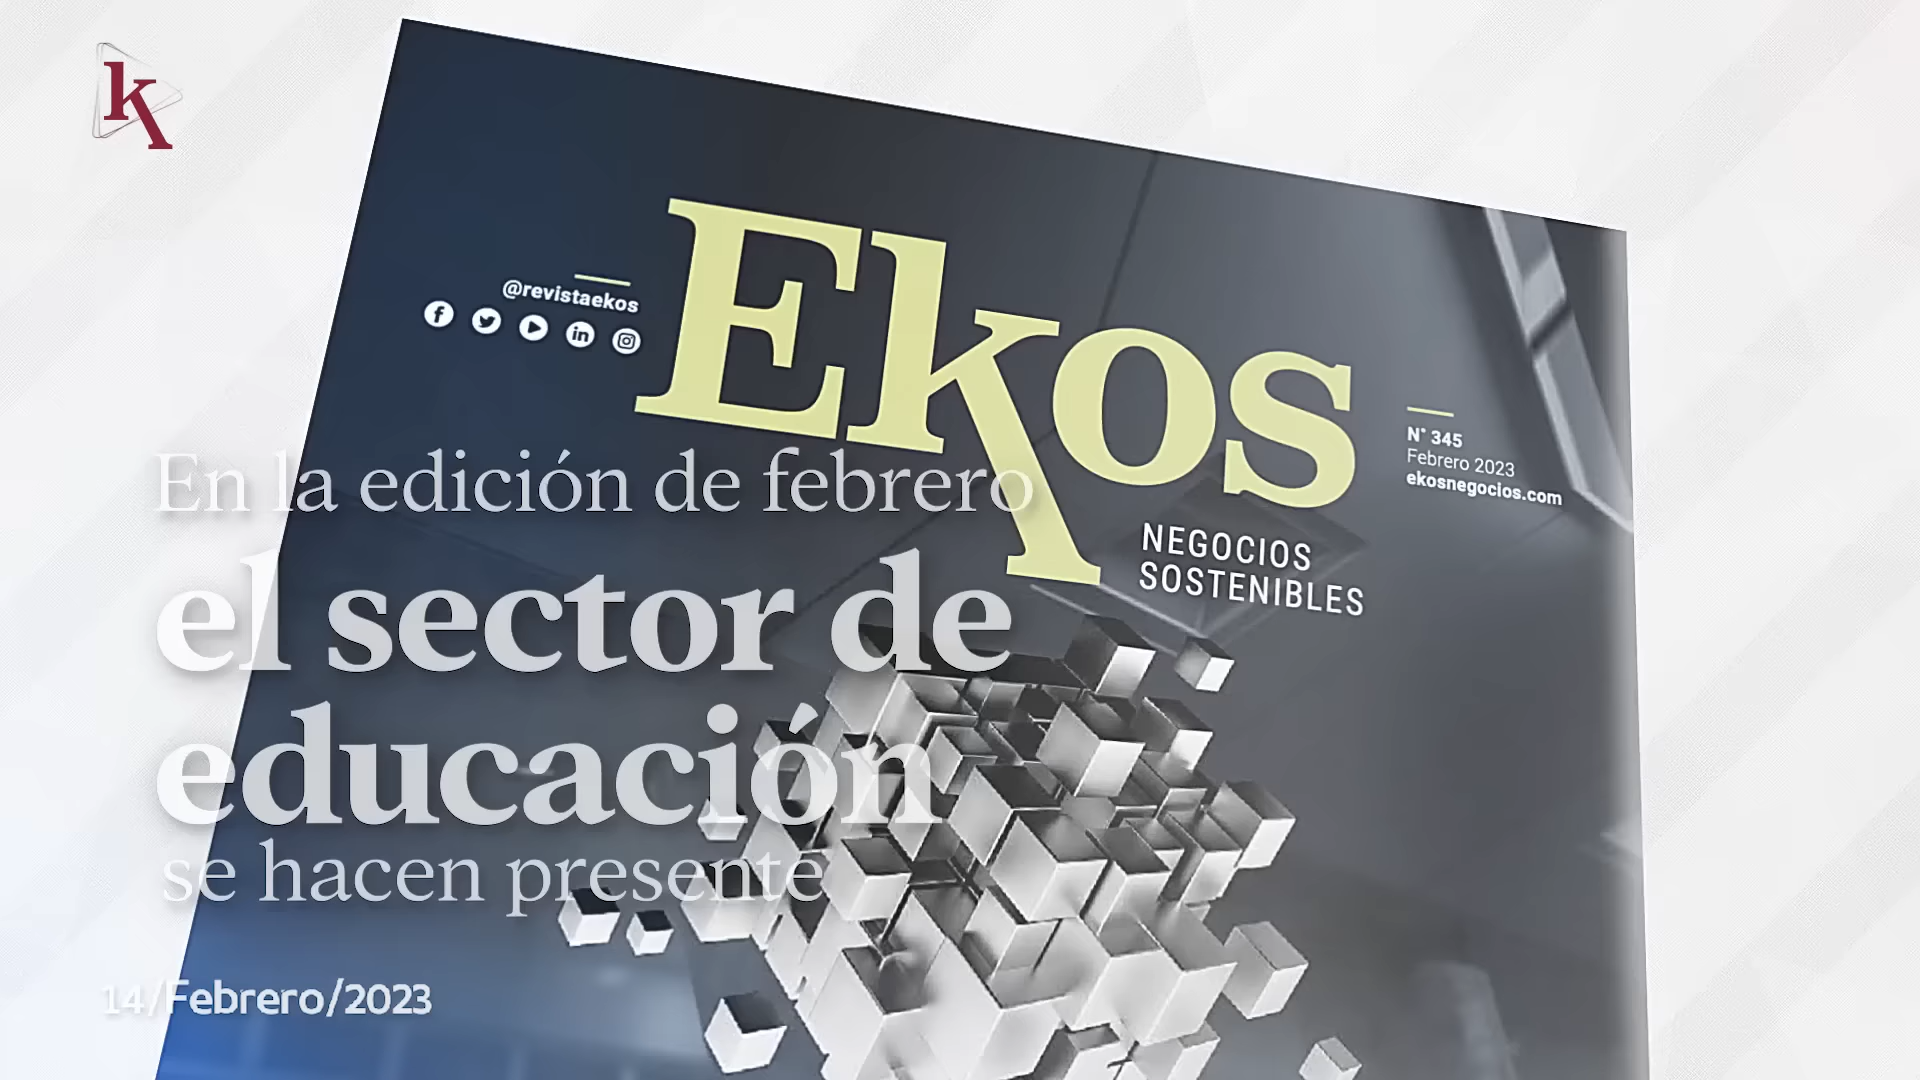 k
@revistaekos
Ekos
N° 345
Febrero 2023
ekosnegocios.com
NEGOCIOS
SOSTENIBLES
En la edición de febrero
el sector de
educación
se hacen presente
14/Febrero/2023